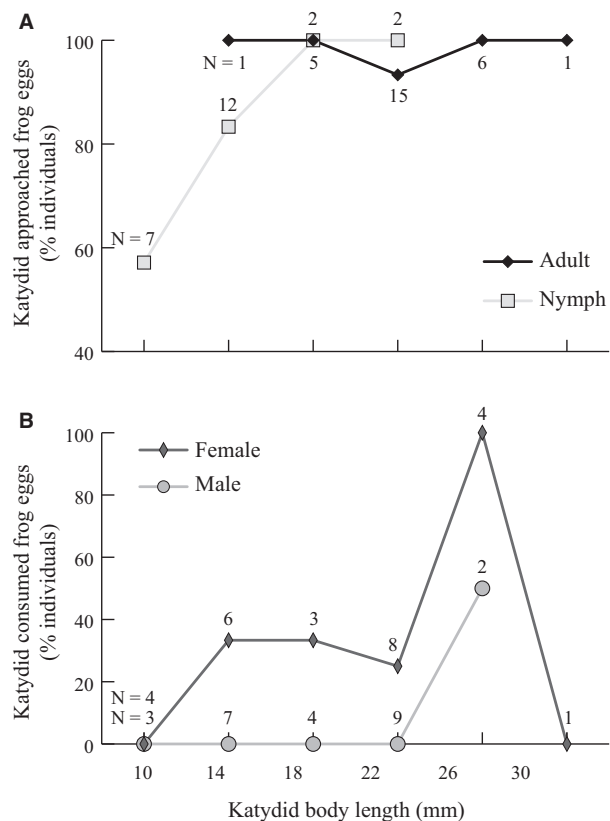 A
100
80
60
40
Katydid approached frog eggs
(% individuals)
2
2
N = 1
5
15
6
1
12
N = 7
Adult
Nymph
B
100
80
60
40
20
0
Katydid consumed frog eggs
(% individuals)
Female
Male
4
2
6
3
8
N = 4
N = 3
7
4
9
1
10
14
18
22
26
30
Katydid body length (mm)